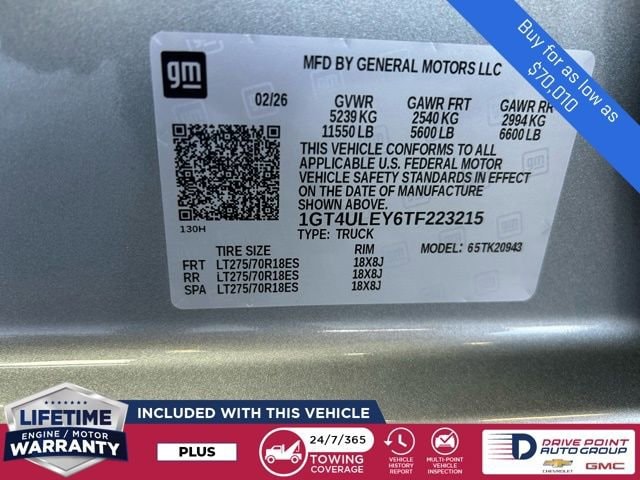 gm
MFD BY GENERAL MOTORS LLC
02/26
GVWR GAWR FRT GAWR RR
5239 KG 2540 KG 2994 KG
11550 LB 5600 LB 6600 LB
THIS VEHICLE CONFORMS TO ALL
APPLICABLE U.S. FEDERAL MOTOR
VEHICLE SAFETY STANDARDS IN EFFECT
ON THE DATE OF MANUFACTURE
SHOWN ABOVE.
1GT4ULEY6TF223215
TYPE: TRUCK MODEL: 65TK20943
130H
TIRE SIZE RIM
FRT LT275/70R18ES 18X8J
RR LT275/70R18ES 18X8J
SPA LT275/70R18ES 18X8J
Buy for as low as
$70,010
LIFETIME
ENGINE / MOTOR
WARRANTY
INCLUDED WITH THIS VEHICLE
PLUS
24/7/365
TOWING
COVERAGE
VEHICLE
HISTORY
REPORT
MULTI-POINT
VEHICLE
INSPECTION
DRIVE POINT
AUTO GROUP
CHEVROLET GMC